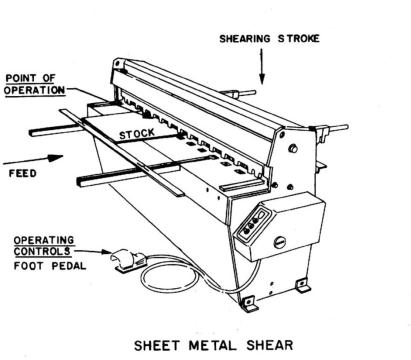 SHEARING STROKE
POINT OF
OPERATION
STOCK
FEED
OPERATING
CONTROLS
FOOT PEDAL
SHEET METAL SHEAR